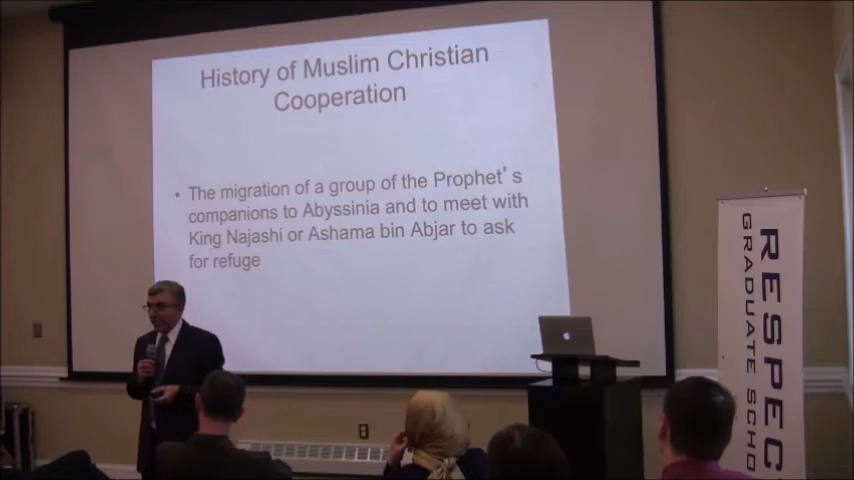 History of Muslim Christian
Cooperation
• The migration of a group of the Prophet's
companions to Abyssinia and to meet with
King Najashi or Ashama bin Abjar to ask
for refuge
RESPECT
GRADUATE SCHO